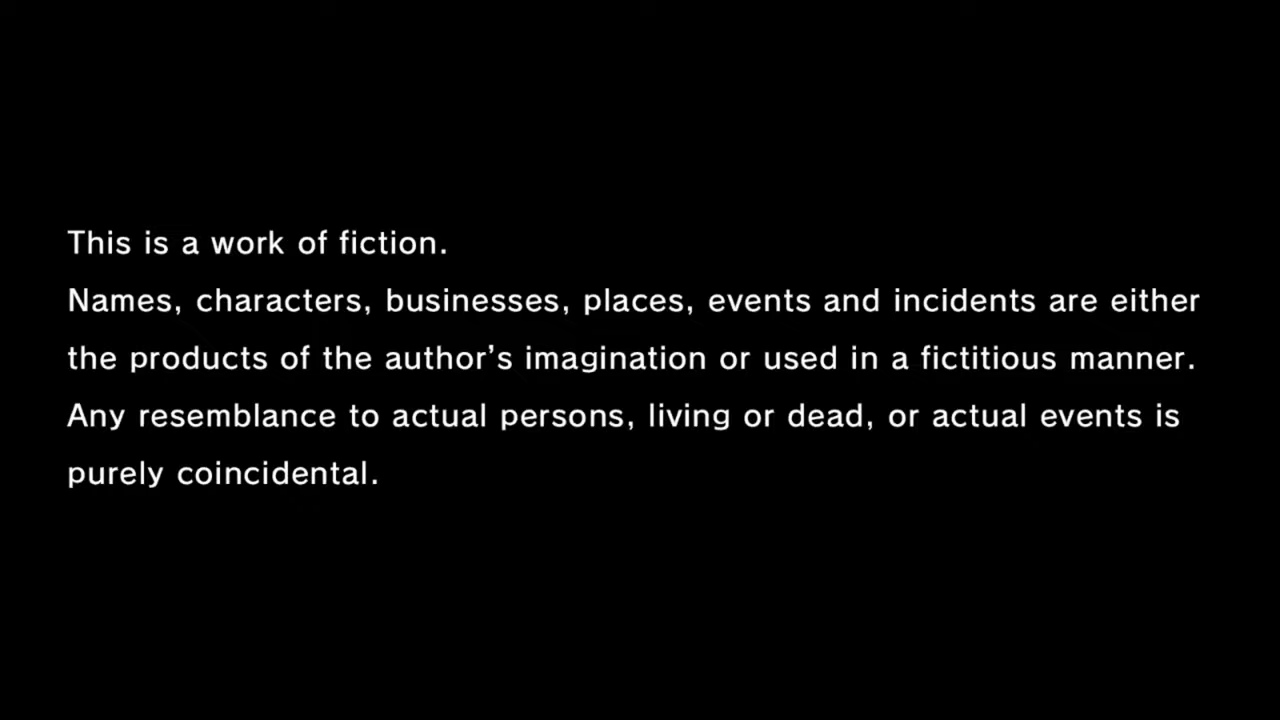 This is a work of fiction.
Names, characters, businesses, places, events and incidents are either
the products of the author’s imagination or used in a fictitious manner.
Any resemblance to actual persons, living or dead, or actual events is
purely coincidental.